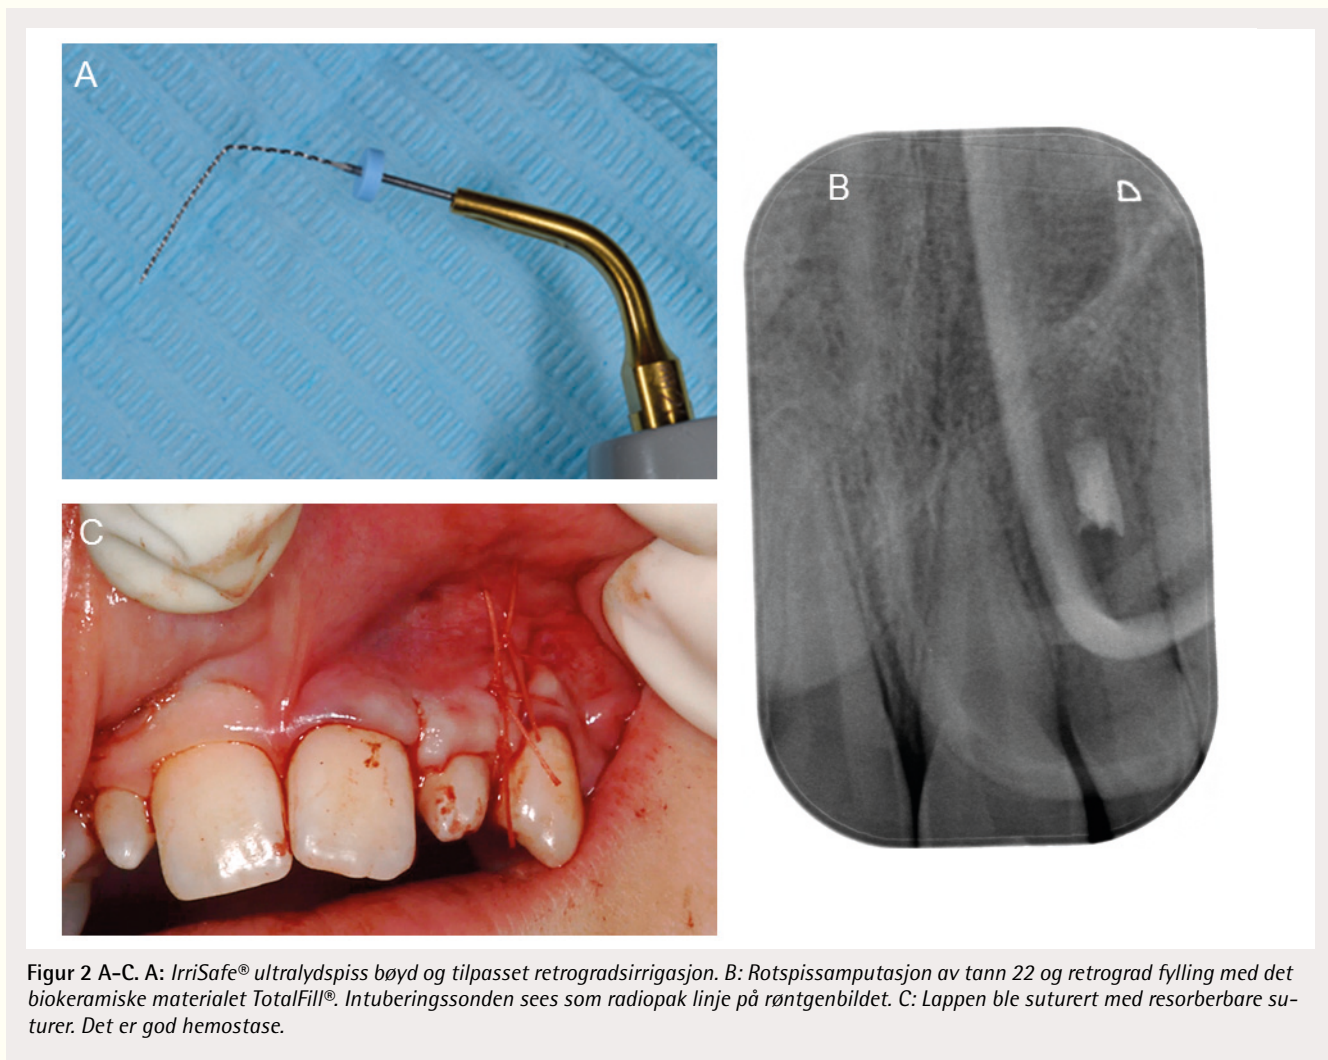 A
B
C
Figur 2 A–C. A: IrriSafe® ultralydspiss bøyd og tilpasset retrogradsirrigasjon. B: Rotspissamputasjon av tann 22 og retrograd fylling med det
biokeramiske materialet TotalFill®. Intuberingssonden sees som radiopak linje på røntgenbildet. C: Lappen ble suturert med resorberbare su-
turer. Det er god hemostase.